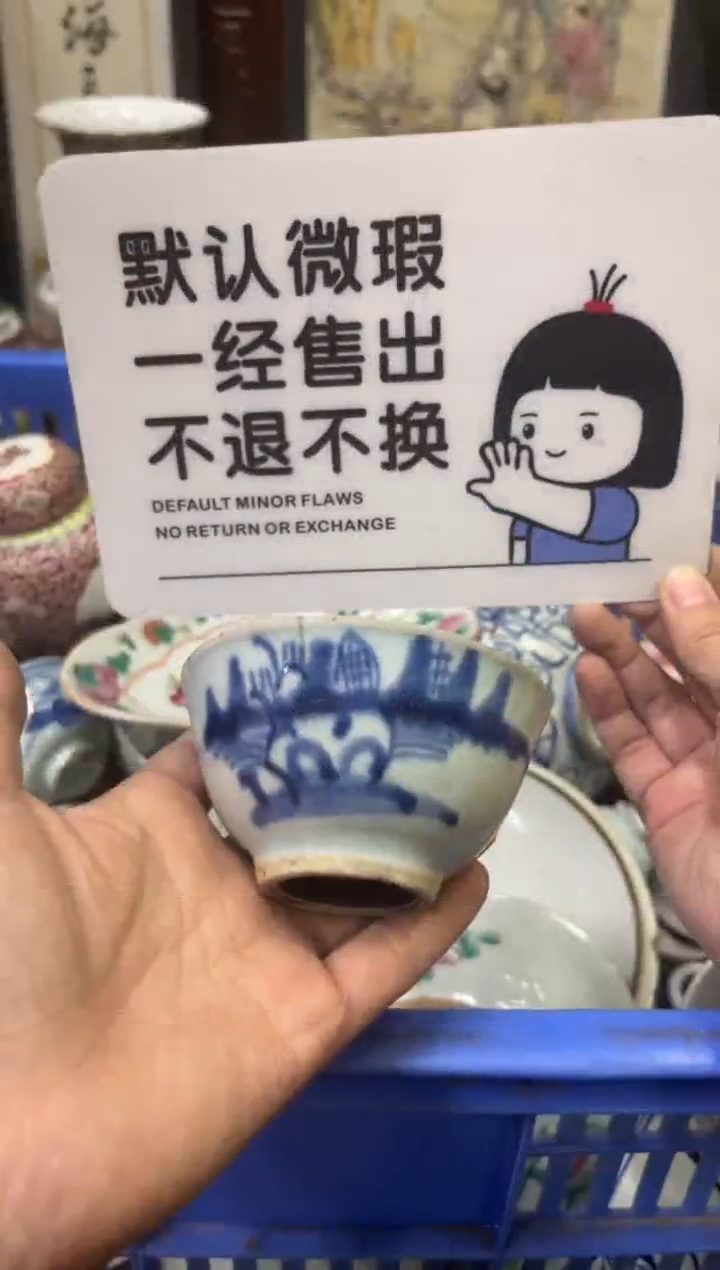 海
默认微瑕
一经售出
不退不换
DEFAULT MINOR FLAWS
NO RETURN OR EXCHANGE